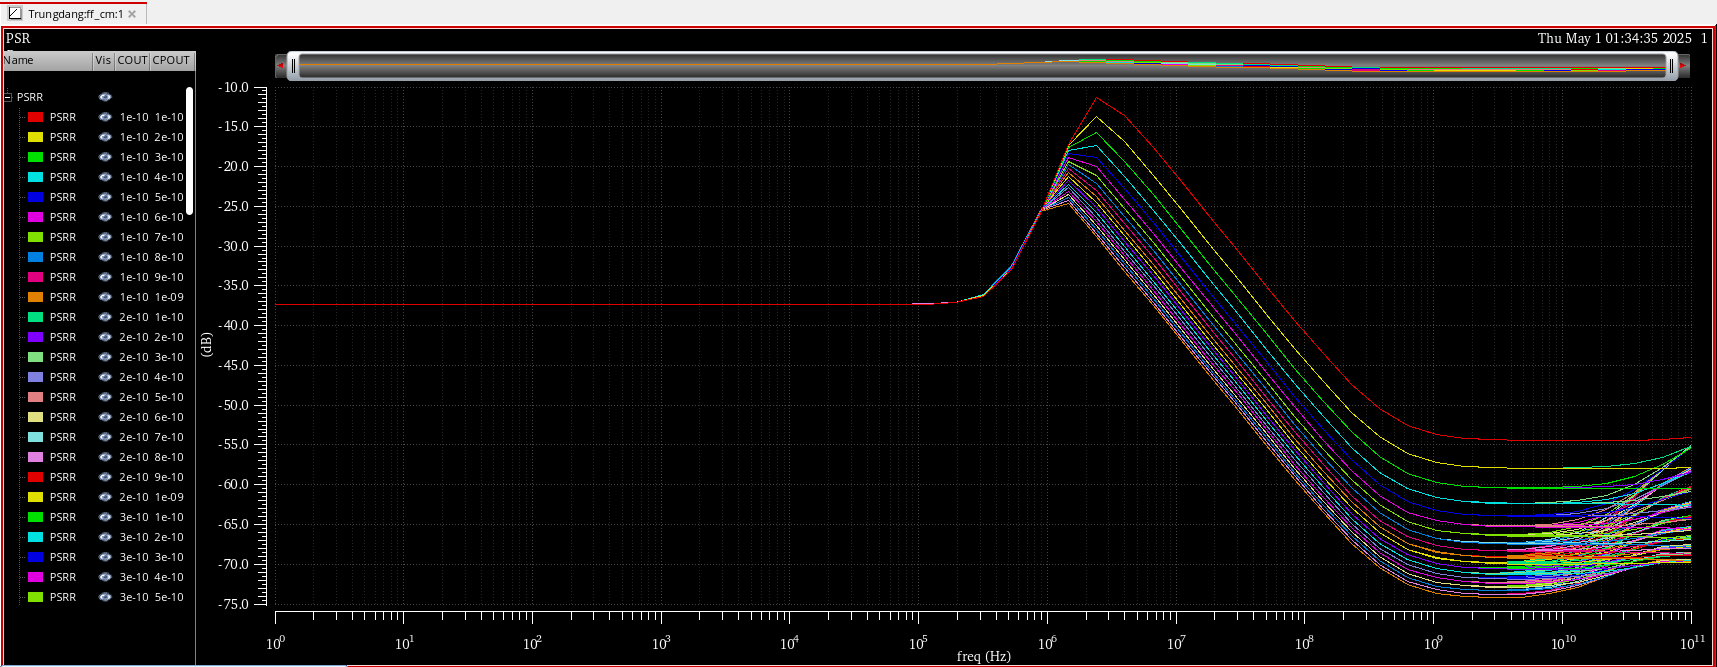 Trungdang:ff_cm:1
PSR
Thu May 1 01:34:35 2025 1
Name Vis COUT CPOUT
PSRR
PSRR 1e-10 1e-10
PSRR 1e-10 2e-10
PSRR 1e-10 3e-10
PSRR 1e-10 4e-10
PSRR 1e-10 5e-10
PSRR 1e-10 6e-10
PSRR 1e-10 7e-10
PSRR 1e-10 8e-10
PSRR 1e-10 9e-10
PSRR 1e-10 1e-09
PSRR 2e-10 1e-10
PSRR 2e-10 2e-10
PSRR 2e-10 3e-10
PSRR 2e-10 4e-10
PSRR 2e-10 5e-10
PSRR 2e-10 6e-10
PSRR 2e-10 7e-10
PSRR 2e-10 8e-10
PSRR 2e-10 9e-10
PSRR 2e-10 1e-09
PSRR 3e-10 1e-10
PSRR 3e-10 2e-10
PSRR 3e-10 3e-10
PSRR 3e-10 4e-10
PSRR 3e-10 5e-10
-10.0
-15.0
-20.0
-25.0
-30.0
-35.0
-40.0
-45.0
-50.0
-55.0
-60.0
-65.0
-70.0
-75.0
(dB)
10⁰ 10¹ 10² 10³ 10⁴ 10⁵ 10⁶ 10⁷ 10⁸ 10⁹ 10¹⁰ 10¹¹
freq (Hz)